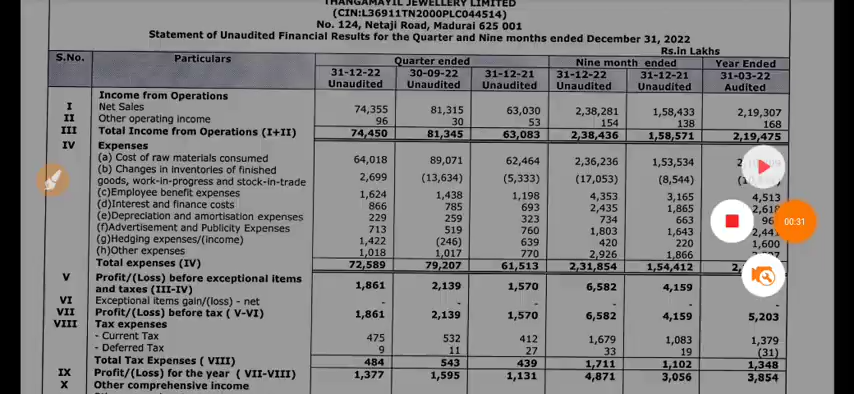 THANGAMAYIL JEWELLERY LIMITED
(CIN:L36911TN2000PLC044514)
No. 124, Netaji Road, Madurai 625 001
Statement of Unaudited Financial Results for the Quarter and Nine months ended December 31, 2022
Rs.in Lakhs
S.No. Particulars Quarter ended Nine month ended Year Ended
31-12-22 30-09-22 31-12-21 31-12-22 31-12-21 31-03-22
Unaudited Unaudited Unaudited Unaudited Unaudited Audited
Income from Operations
I Net Sales 74,355 81,315 63,030 2,38,281 1,58,433 2,19,307
II Other operating income 96 30 53 154 138 168
III Total Income from Operations (I+II) 74,450 81,345 63,083 2,38,436 1,58,571 2,19,475
IV Expenses
(a) Cost of raw materials consumed 64,018 89,071 62,464 2,36,236 1,53,534
(b) Changes in inventories of finished
goods, work-in-progress and stock-in-trade 2,699 (13,634) (5,333) (17,053) (8,544)
(c)Employee benefit expenses 1,624 1,438 1,198 4,353 3,165 4,513
(d)Interest and finance costs 866 785 693 2,435 1,865 2,618
(e)Depreciation and amortisation expenses 229 259 323 734 663
(f)Advertisement and Publicity Expenses 713 519 760 1,803 1,643
(g)Hedging expenses/(income) 1,422 (246) 639 420 220 1,600
(h)Other expenses 1,018 1,017 770 2,926 1,866
Total expenses (IV) 72,589 79,207 61,513 2,31,854 1,54,412
V Profit/(Loss) before exceptional items
and taxes (III-IV) 1,861 2,139 1,570 6,582 4,159
VI Exceptional items gain/(loss) - net - - - - - -
VII Profit/(Loss) before tax ( V-VI) 1,861 2,139 1,570 6,582 4,159 5,203
VIII Tax expenses
- Current Tax 475 532 412 1,679 1,083 1,379
- Deferred Tax 9 11 27 33 19 (31)
Total Tax Expenses ( VIII) 484 543 439 1,711 1,102 1,348
IX Profit/(Loss) for the year ( VII-VIII) 1,377 1,595 1,131 4,871 3,056 3,854
X Other comprehensive income
00:31